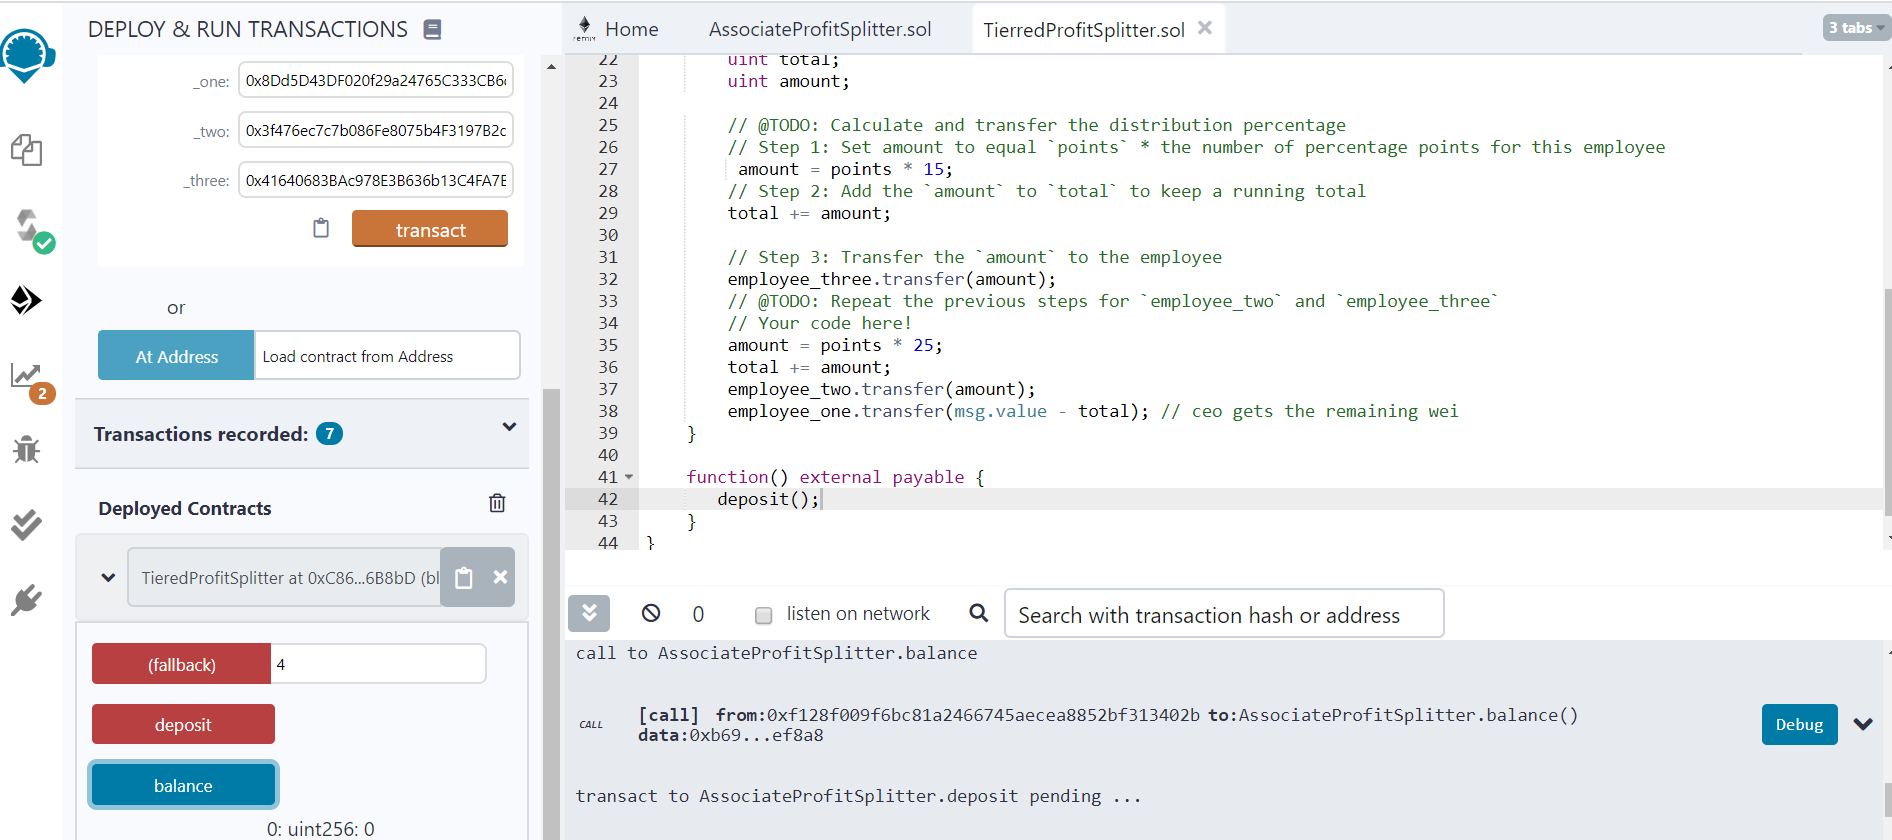 DEPLOY & RUN TRANSACTIONS
_one: 0x8Dd5D43DF020f29a24765C333CB6
_two: 0x3f476ec7c7b086Fe8075b4F3197B2c
_three: 0x41640683BAc978E3B636b13C4FA7E
transact
or
At Address
Load contract from Address
2
Transactions recorded: 7
Deployed Contracts
TieredProfitSplitter at 0xC86...6B8bD (bl
(fallback) 4
deposit
balance
0: uint256: 0
remix
Home
AssociateProfitSplitter.sol
TierredProfitSplitter.sol
3 tabs
22 uint total;
23 uint amount;
24
25 // @TODO: Calculate and transfer the distribution percentage
26 // Step 1: Set amount to equal `points` * the number of percentage points for this employee
27 amount = points * 15;
28 // Step 2: Add the `amount` to `total` to keep a running total
29 total += amount;
30
31 // Step 3: Transfer the `amount` to the employee
32 employee_three.transfer(amount);
33 // @TODO: Repeat the previous steps for `employee_two` and `employee_three`
34 // Your code here!
35 amount = points * 25;
36 total += amount;
37 employee_two.transfer(amount);
38 employee_one.transfer(msg.value - total); // ceo gets the remaining wei
39 }
40
41 function() external payable {
42 deposit();
43 }
44 }
0
listen on network
Search with transaction hash or address
call to AssociateProfitSplitter.balance
CALL
[call] from:0xf128f009f6bc81a2466745aecea8852bf313402b to:AssociateProfitSplitter.balance()
data:0xb69...ef8a8
Debug
transact to AssociateProfitSplitter.deposit pending ...